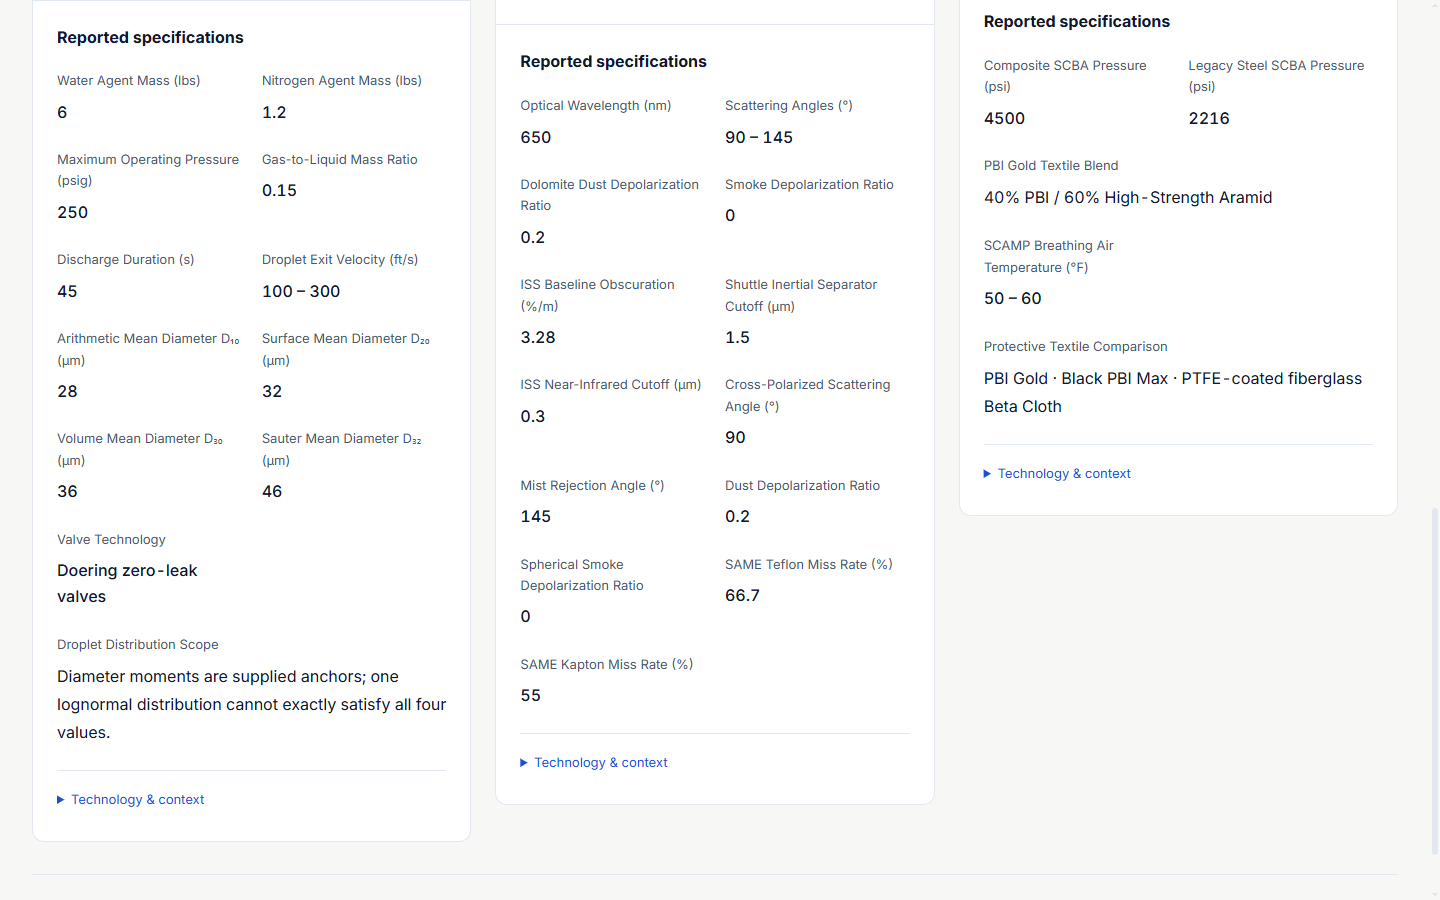 Reported specifications
Water Agent Mass (lbs)
6
Nitrogen Agent Mass (lbs)
1.2
Maximum Operating Pressure
(psig)
250
Gas-to-Liquid Mass Ratio
0.15
Discharge Duration (s)
45
Droplet Exit Velocity (ft/s)
100 – 300
Arithmetic Mean Diameter D₁₀
(μm)
28
Surface Mean Diameter D₂₀
(μm)
32
Volume Mean Diameter D₃₀
(μm)
36
Sauter Mean Diameter D₃₂
(μm)
46
Valve Technology
Doering zero-leak
valves
Droplet Distribution Scope
Diameter moments are supplied anchors; one
lognormal distribution cannot exactly satisfy all four
values.
▶ Technology & context
Reported specifications
Optical Wavelength (nm)
650
Scattering Angles (°)
90 – 145
Dolomite Dust Depolarization
Ratio
0.2
Smoke Depolarization Ratio
0
ISS Baseline Obscuration
(%/m)
3.28
Shuttle Inertial Separator
Cutoff (μm)
1.5
ISS Near-Infrared Cutoff (μm)
0.3
Cross-Polarized Scattering
Angle (°)
90
Mist Rejection Angle (°)
145
Dust Depolarization Ratio
0.2
Spherical Smoke
Depolarization Ratio
0
SAME Teflon Miss Rate (%)
66.7
SAME Kapton Miss Rate (%)
55
▶ Technology & context
Reported specifications
Composite SCBA Pressure
(psi)
4500
Legacy Steel SCBA Pressure
(psi)
2216
PBI Gold Textile Blend
40% PBI / 60% High-Strength Aramid
SCAMP Breathing Air
Temperature (°F)
50 – 60
Protective Textile Comparison
PBI Gold · Black PBI Max · PTFE-coated fiberglass
Beta Cloth
▶ Technology & context